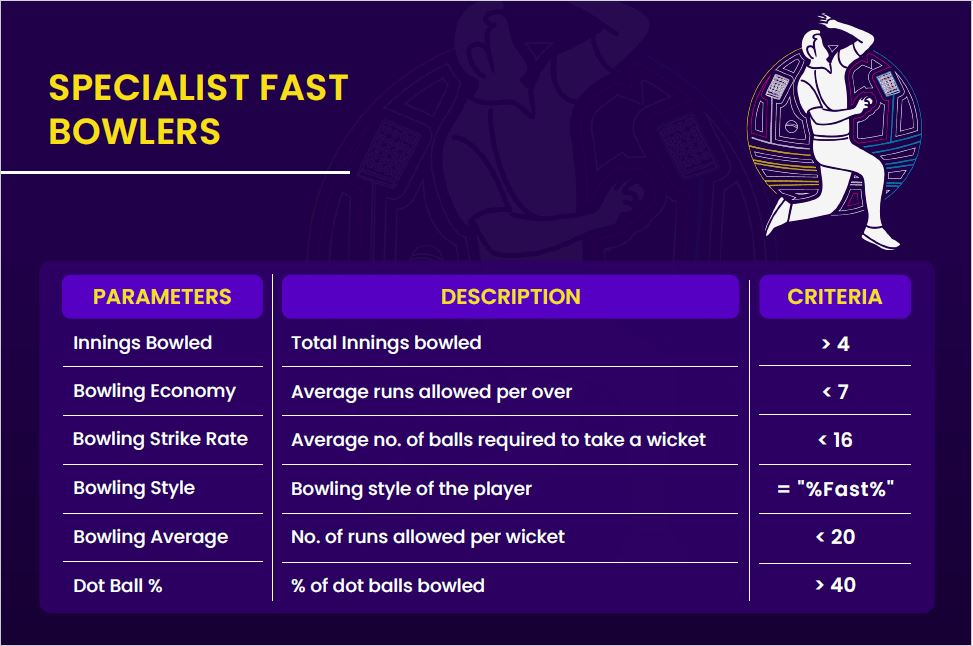 SPECIALIST FAST
BOWLERS
PARAMETERS DESCRIPTION CRITERIA
Innings Bowled Total Innings bowled > 4
Bowling Economy Average runs allowed per over < 7
Bowling Strike Rate Average no. of balls required to take a wicket < 16
Bowling Style Bowling style of the player = "%Fast%"
Bowling Average No. of runs allowed per wicket < 20
Dot Ball % % of dot balls bowled > 40